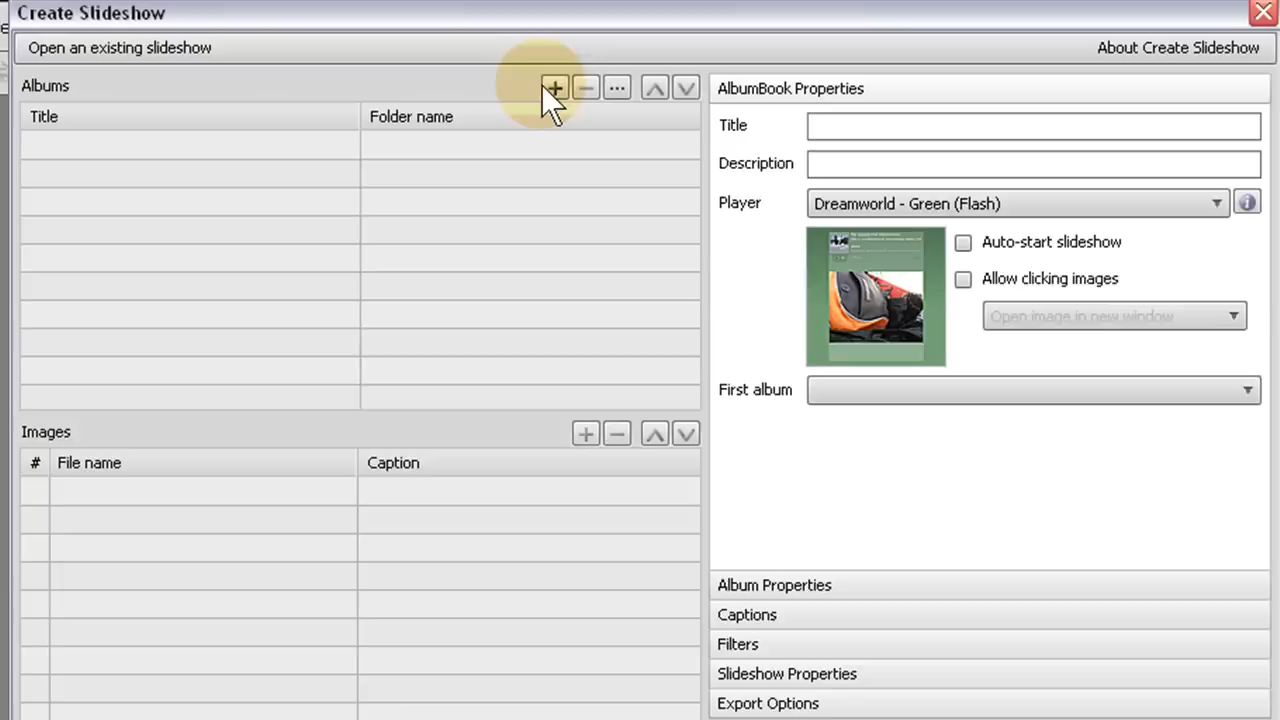 Create Slideshow
Open an existing slideshow
About Create Slideshow
Albums
Title
Folder name
Images
#
File name
Caption
AlbumBook Properties
Title
Description
Player
Dreamworld - Green (Flash)
Auto-start slideshow
Allow clicking images
Open image in new window
First album
Album Properties
Captions
Filters
Slideshow Properties
Export Options